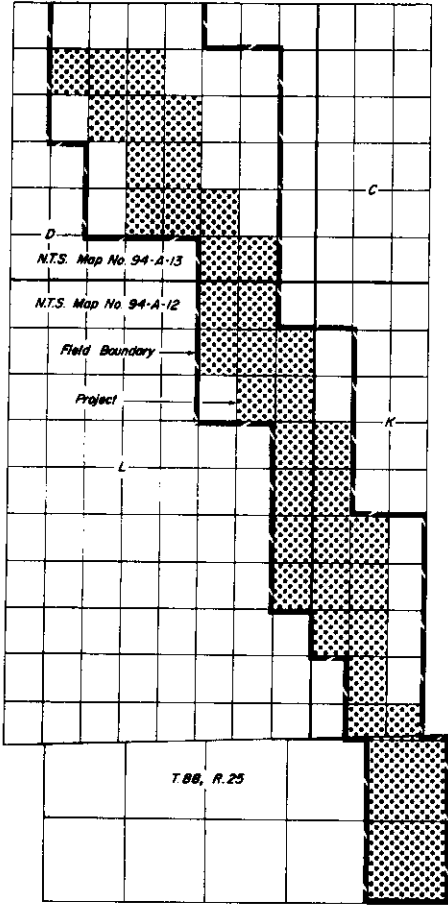 C
D
N.T.S. Map No. 94-A-13
N.T.S. Map No. 94-A-12
Field Boundary
Project
K
L
T.88, R.25